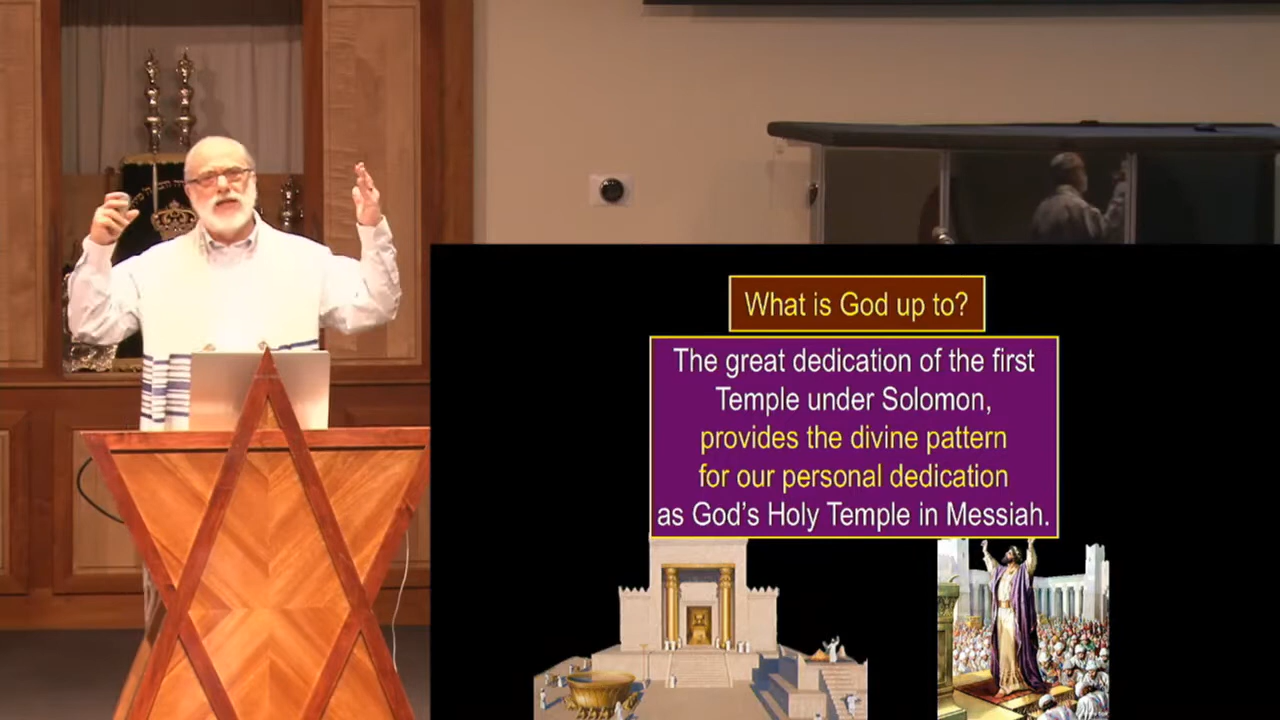 What is God up to?
The great dedication of the first
Temple under Solomon,
provides the divine pattern
for our personal dedication
as God's Holy Temple in Messiah.